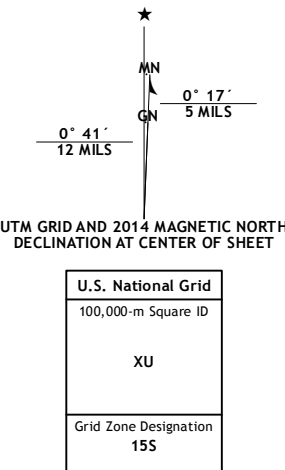 ★
MN
GN
0° 17´
5 MILS
0° 41´
12 MILS
UTM GRID AND 2014 MAGNETIC NORTH
DECLINATION AT CENTER OF SHEET
U.S. National Grid
100,000-m Square ID
XU
Grid Zone Designation
15S